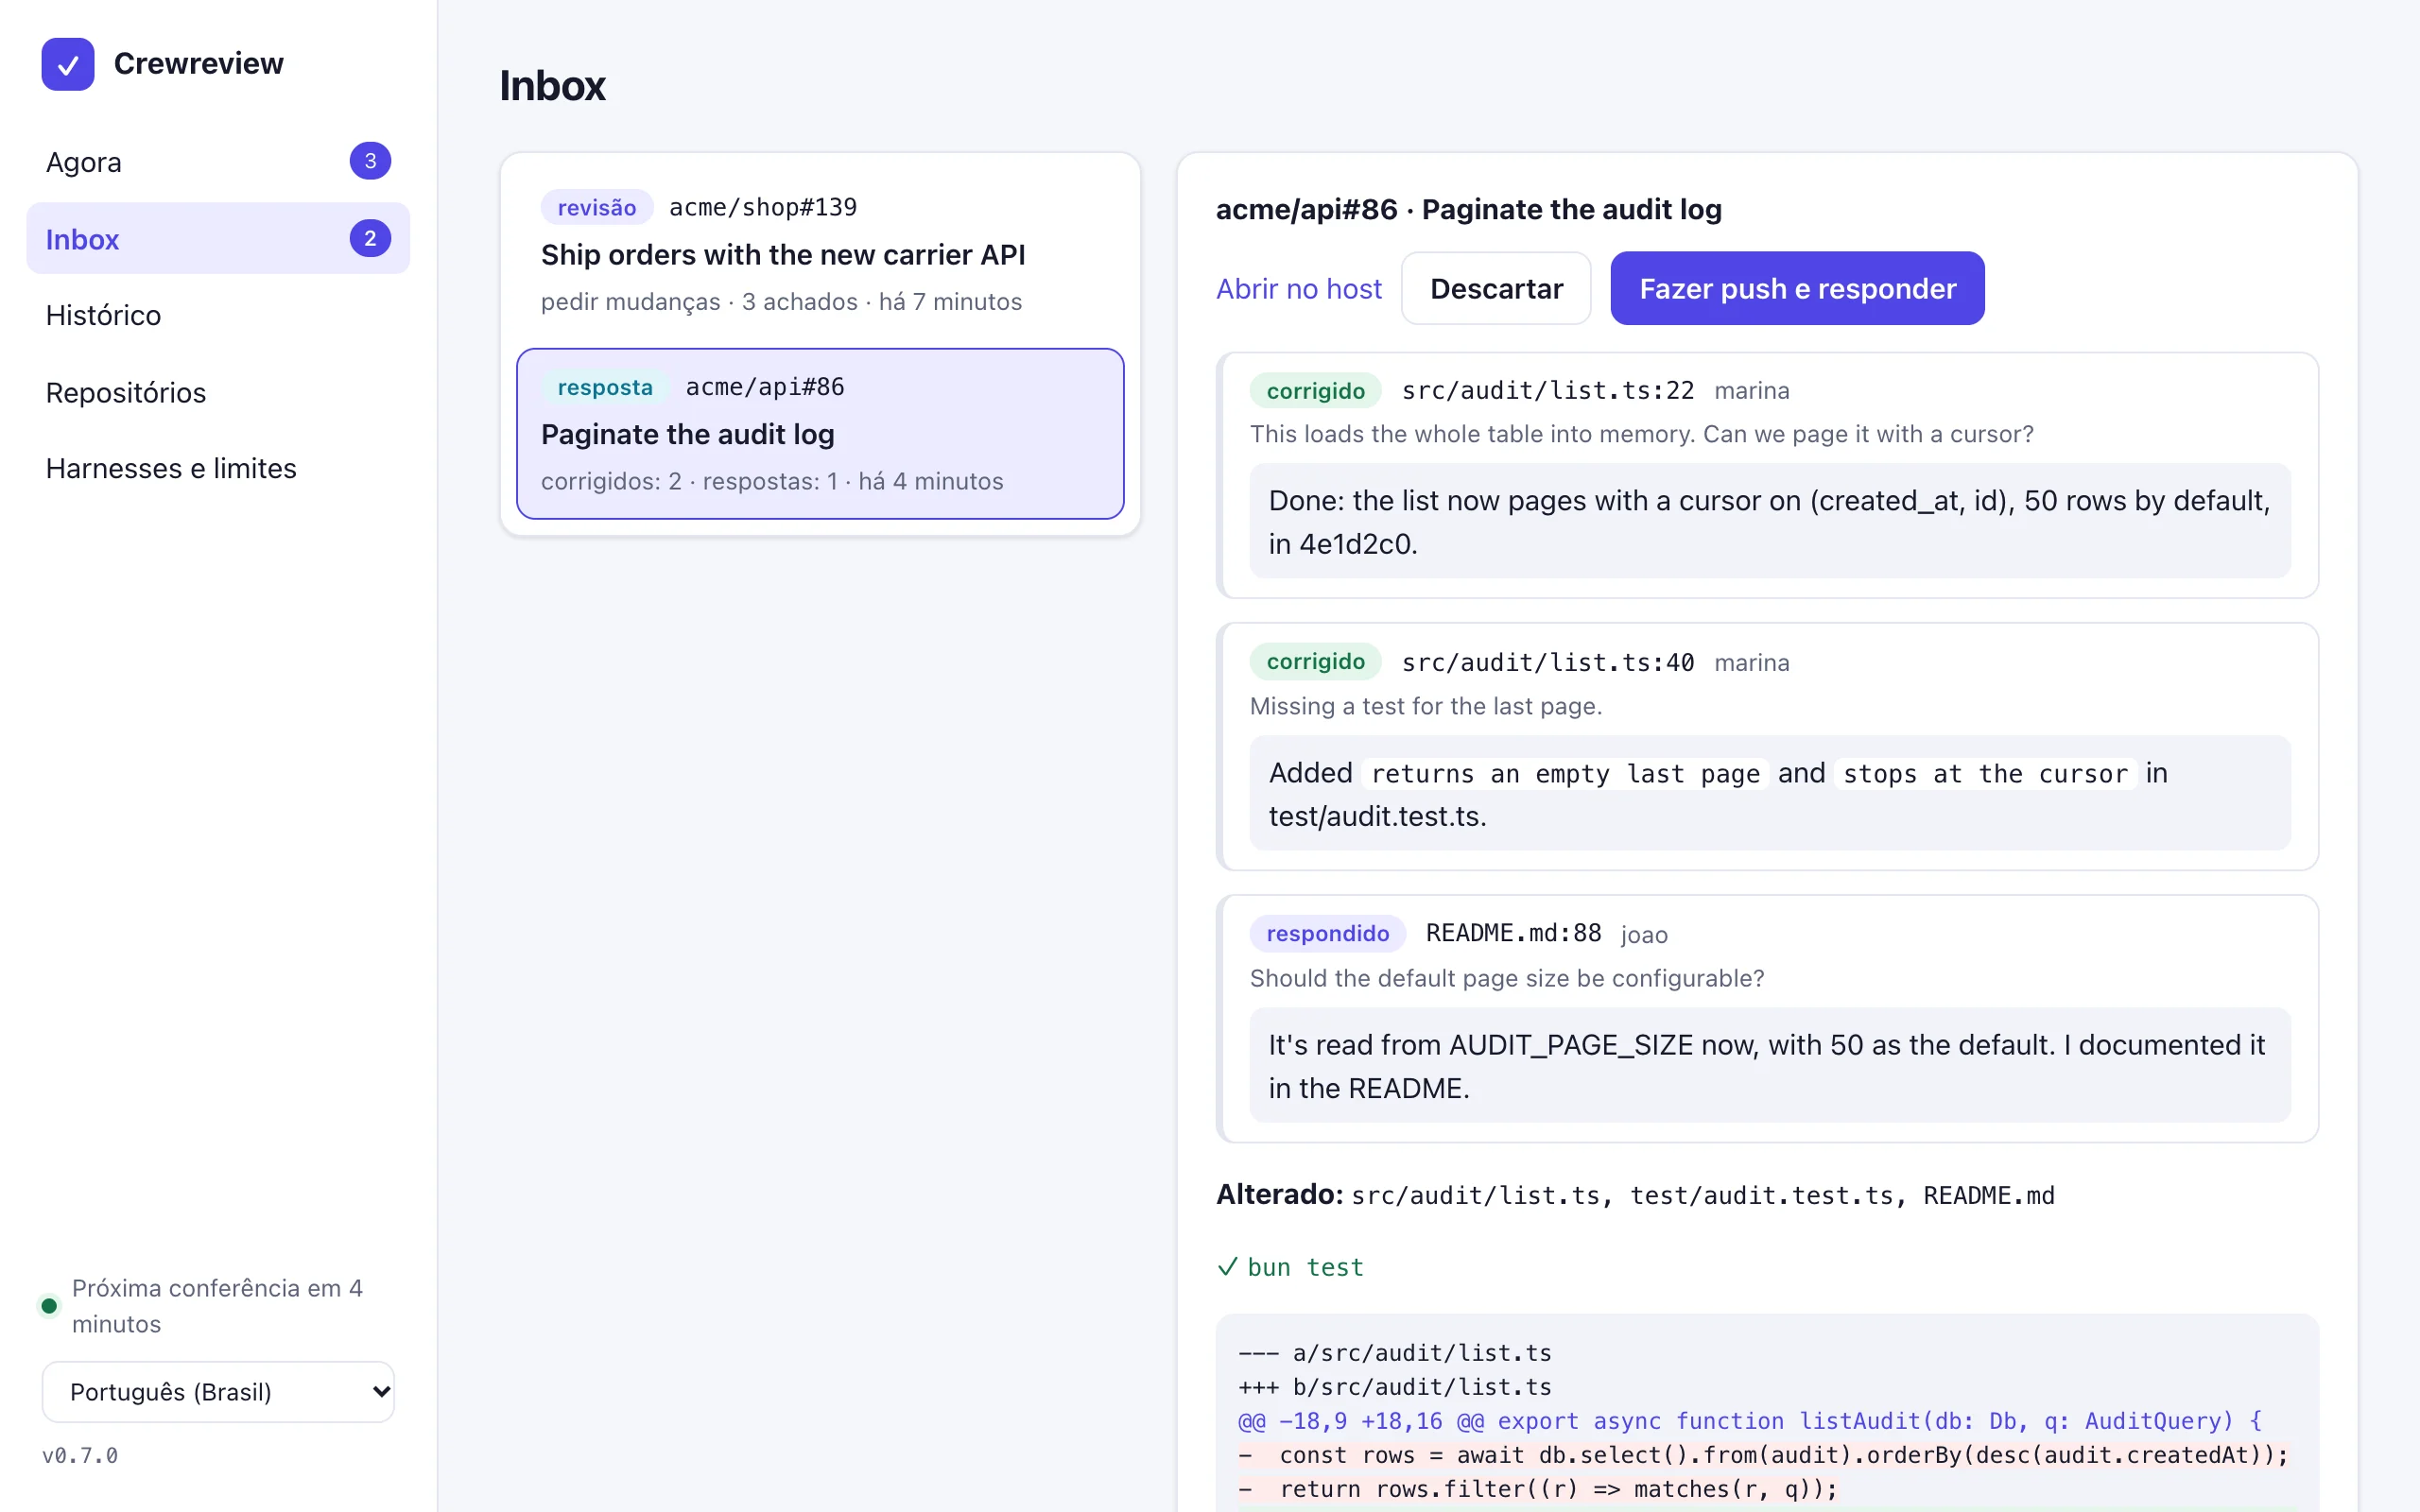 Crewreview
Agora 3
Inbox 2
Histórico
Repositórios
Harnesses e limites
Próxima conferência em 4
minutos
Português (Brasil)
v0.7.0
Inbox
revisão acme/shop#139
Ship orders with the new carrier API
pedir mudanças · 3 achados · há 7 minutos
resposta acme/api#86
Paginate the audit log
corrigidos: 2 · respostas: 1 · há 4 minutos
acme/api#86 · Paginate the audit log
Abrir no host Descartar Fazer push e responder
corrigido src/audit/list.ts:22 marina
This loads the whole table into memory. Can we page it with a cursor?
Done: the list now pages with a cursor on (created_at, id), 50 rows by default,
in 4e1d2c0.
corrigido src/audit/list.ts:40 marina
Missing a test for the last page.
Added returns an empty last page and stops at the cursor in
test/audit.test.ts.
respondido README.md:88 joao
Should the default page size be configurable?
It's read from AUDIT_PAGE_SIZE now, with 50 as the default. I documented it
in the README.
Alterado: src/audit/list.ts, test/audit.test.ts, README.md
✓ bun test
--- a/src/audit/list.ts
+++ b/src/audit/list.ts
@@ -18,9 +18,16 @@ export async function listAudit(db: Db, q: AuditQuery) {
-  const rows = await db.select().from(audit).orderBy(desc(audit.createdAt));
-  return rows.filter((r) => matches(r, q));